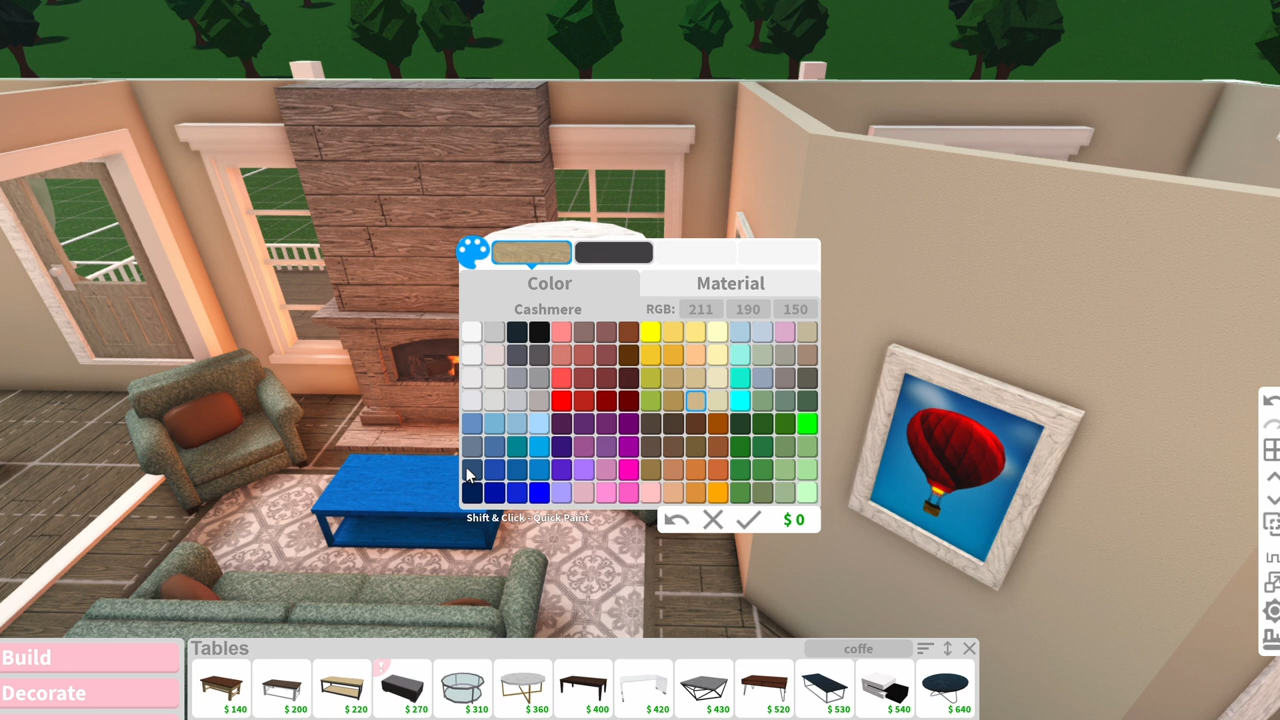 Color
Material
Cashmere
RGB: 211 190 150
Shift & Click - Quick Paint
$ 0
Build
Decorate
Tables
coffe
$ 140
$ 200
$ 220
$ 270
$ 310
$ 360
$ 400
$ 420
$ 430
$ 520
$ 530
$ 540
$ 640